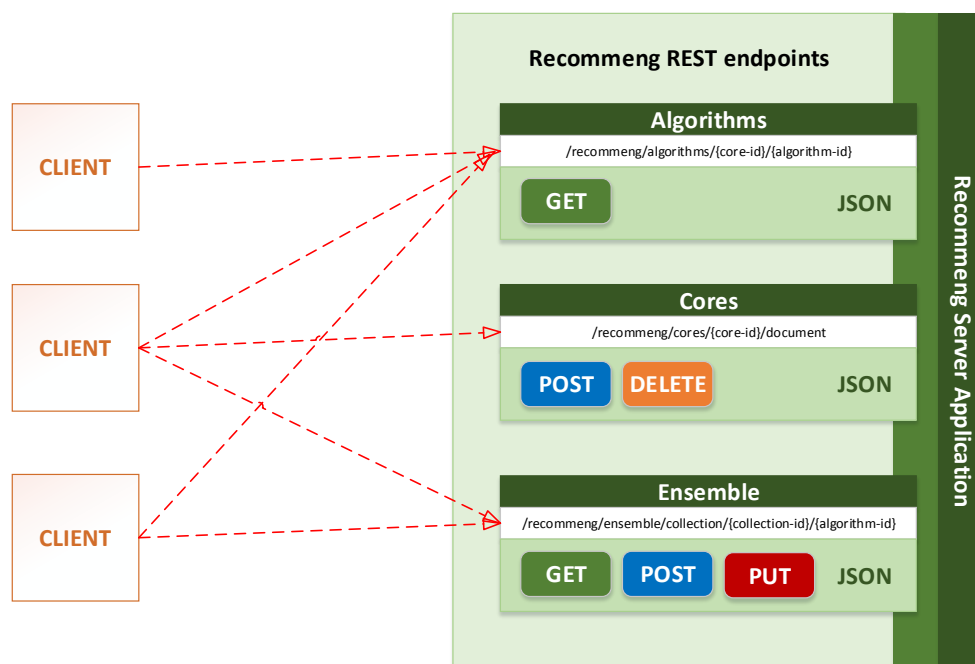 Recommeng REST endpoints
CLIENT
CLIENT
CLIENT
Algorithms
/recommeng/algorithms/{core-id}/{algorithm-id}
GET
JSON
Cores
/recommeng/cores/{core-id}/document
POST
DELETE
JSON
Ensemble
/recommeng/ensemble/collection/{collection-id}/{algorithm-id}
GET
POST
PUT
JSON
Recommeng Server Application